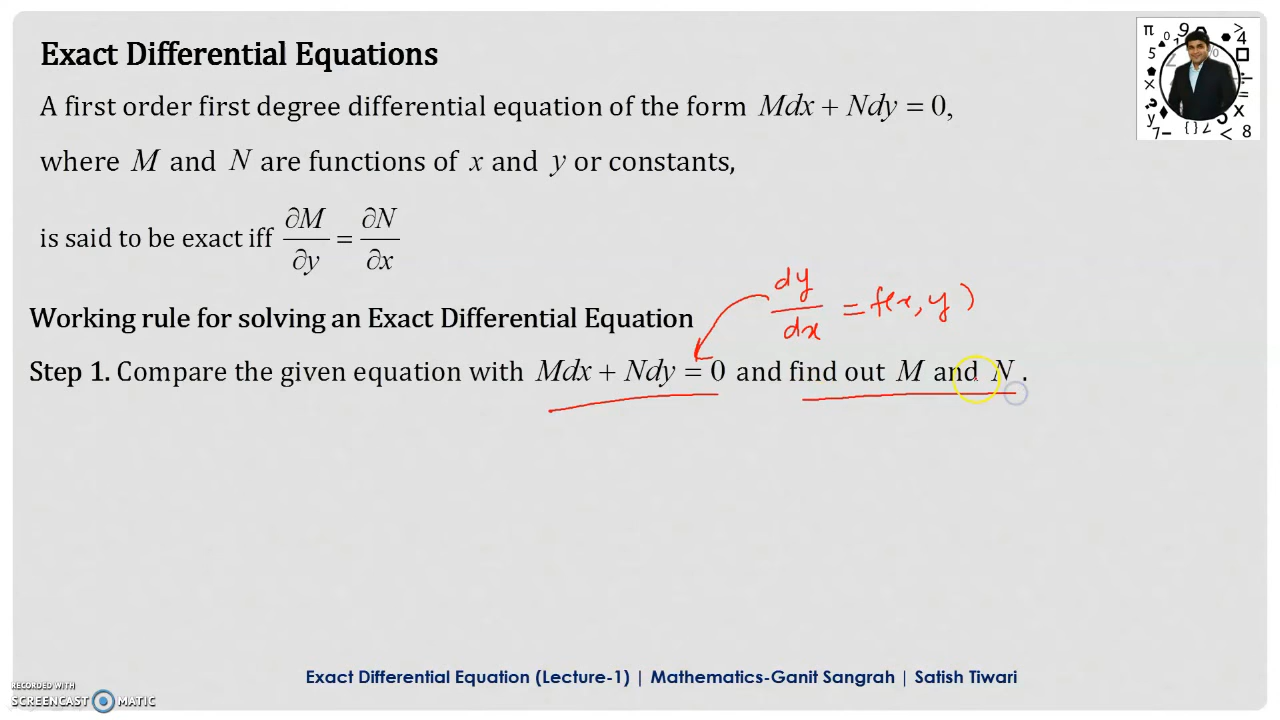 Exact Differential Equations
A first order first degree differential equation of the form Mdx + Ndy = 0,
where M and N are functions of x and y or constants,
is said to be exact iff ∂M/∂y = ∂N/∂x
dy/dx = f(x, y)
Working rule for solving an Exact Differential Equation
Step 1. Compare the given equation with Mdx + Ndy = 0 and find out M and N .
Exact Differential Equation (Lecture-1) | Mathematics-Ganit Sangrah | Satish Tiwari
RECORDED WITH
SCREENCAST MATIC